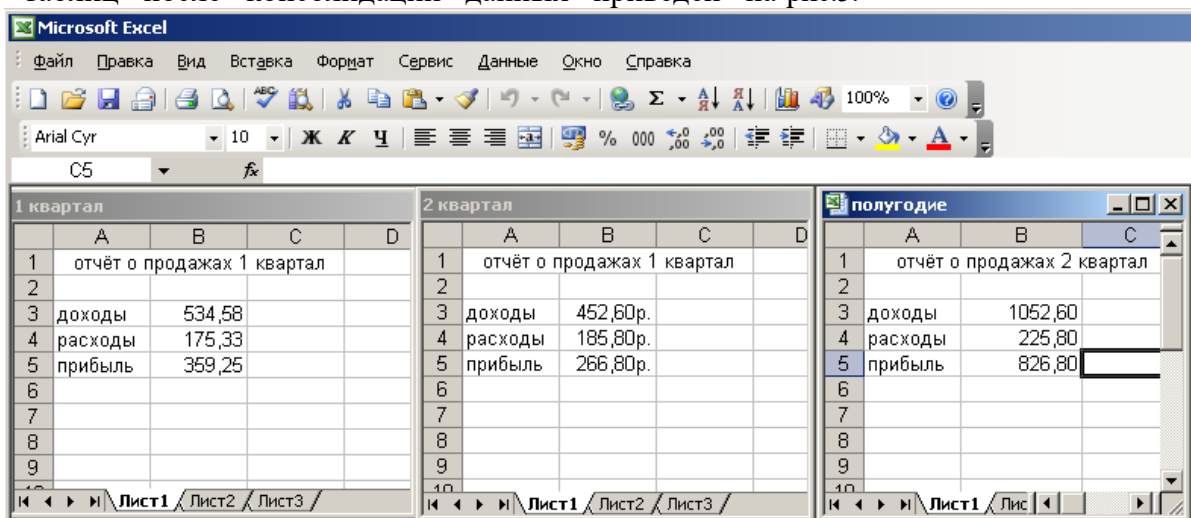 таблиц после консолидации данных приведён на рис.3.
Microsoft Excel
Файл Правка Вид Вставка Формат Сервис Данные Окно Справка
100%
Arial Cyr 10 Ж К Ч % 000
C5 fx
1 квартал
A B C D
1 отчёт о продажах 1 квартал
2
3 доходы 534,58
4 расходы 175,33
5 прибыль 359,25
6
7
8
9
Лист1 Лист2 Лист3
2 квартал
A B C D
1 отчёт о продажах 1 квартал
2
3 доходы 452,60р.
4 расходы 185,80р.
5 прибыль 266,80р.
6
7
8
9
10
Лист1 Лист2 Лист3
полугодие
A B C
1 отчёт о продажах 2 квартал
2
3 доходы 1052,60
4 расходы 225,80
5 прибыль 826,80
6
7
8
9
10
Лист1 Лис